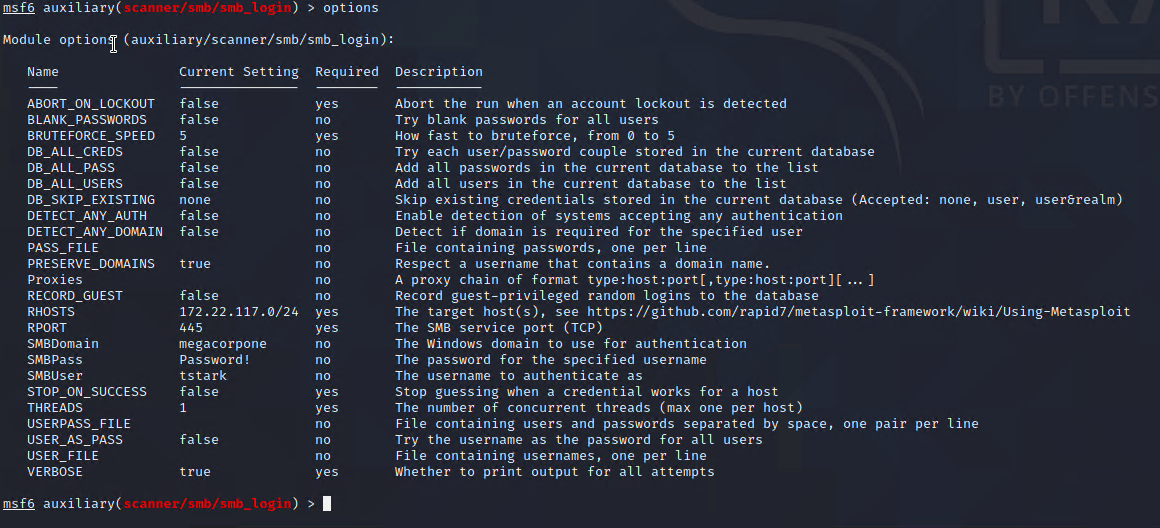 msf6 auxiliary(scanner/smb/smb_login) > options
Module options (auxiliary/scanner/smb/smb_login):
Name Current Setting Required Description
ABORT_ON_LOCKOUT false yes Abort the run when an account lockout is detected
BLANK_PASSWORDS false no Try blank passwords for all users
BRUTEFORCE_SPEED 5 yes How fast to bruteforce, from 0 to 5
DB_ALL_CREDS false no Try each user/password couple stored in the current database
DB_ALL_PASS false no Add all passwords in the current database to the list
DB_ALL_USERS false no Add all users in the current database to the list
DB_SKIP_EXISTING none no Skip existing credentials stored in the current database (Accepted: none, user, user&realm)
DETECT_ANY_AUTH false no Enable detection of systems accepting any authentication
DETECT_ANY_DOMAIN false no Detect if domain is required for the specified user
PASS_FILE no File containing passwords, one per line
PRESERVE_DOMAINS true no Respect a username that contains a domain name.
Proxies no A proxy chain of format type:host:port[,type:host:port][...]
RECORD_GUEST false no Record guest-privileged random logins to the database
RHOSTS 172.22.117.0/24 yes The target host(s), see https://github.com/rapid7/metasploit-framework/wiki/Using-Metasploit
RPORT 445 yes The SMB service port (TCP)
SMBDomain megacorpone no The Windows domain to use for authentication
SMBPass Password! no The password for the specified username
SMBUser tstark no The username to authenticate as
STOP_ON_SUCCESS false yes Stop guessing when a credential works for a host
THREADS 1 yes The number of concurrent threads (max one per host)
USERPASS_FILE no File containing users and passwords separated by space, one pair per line
USER_AS_PASS false no Try the username as the password for all users
USER_FILE no File containing usernames, one per line
VERBOSE true yes Whether to print output for all attempts
msf6 auxiliary(scanner/smb/smb_login) >
BY OFFENS